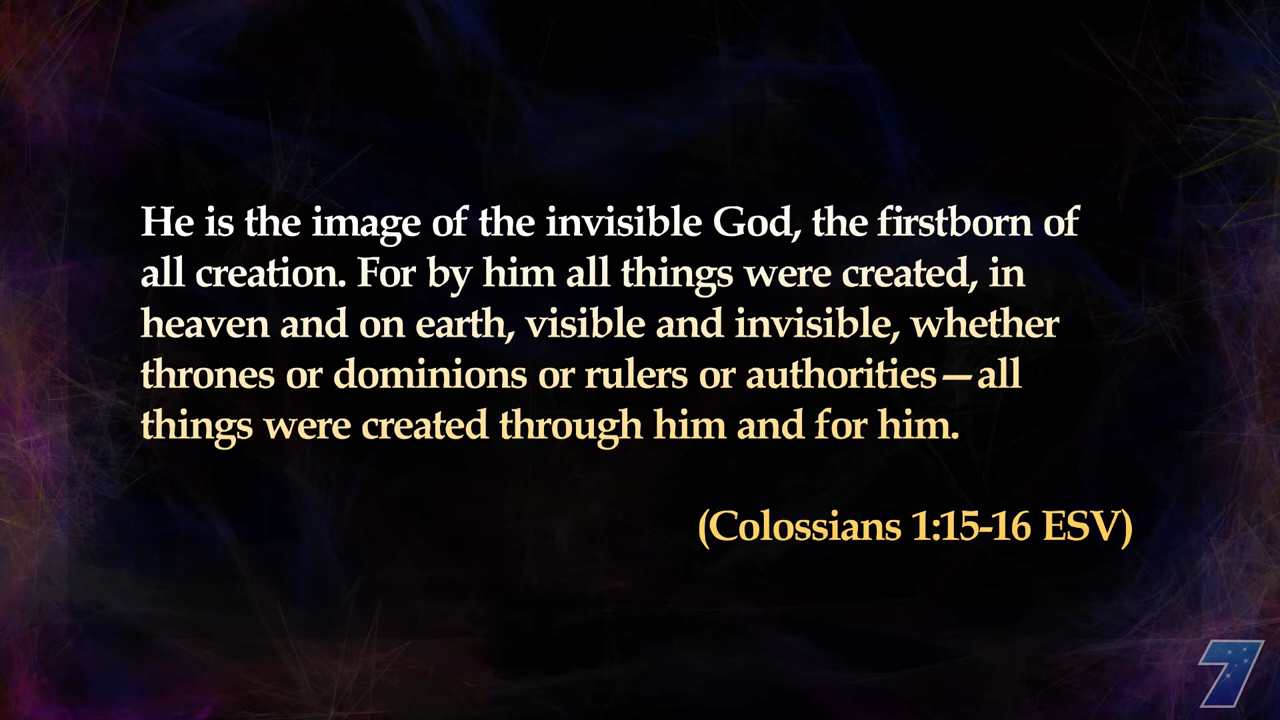 He is the image of the invisible God, the firstborn of
all creation. For by him all things were created, in
heaven and on earth, visible and invisible, whether
thrones or dominions or rulers or authorities—all
things were created through him and for him.
(Colossians 1:15-16 ESV)
7